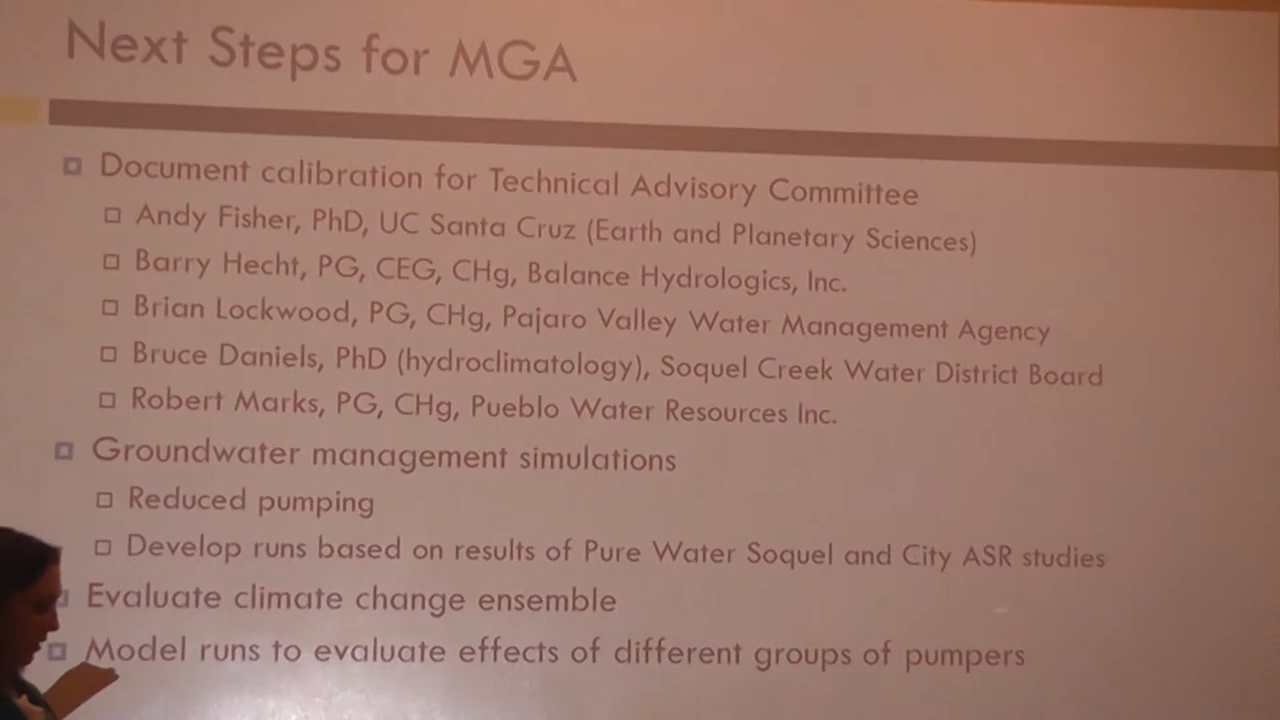 Next Steps for MGA
Document calibration for Technical Advisory Committee
Andy Fisher, PhD, UC Santa Cruz (Earth and Planetary Sciences)
Barry Hecht, PG, CEG, CHg, Balance Hydrologics, Inc.
Brian Lockwood, PG, CHg, Pajaro Valley Water Management Agency
Bruce Daniels, PhD (hydroclimatology), Soquel Creek Water District Board
Robert Marks, PG, CHg, Pueblo Water Resources Inc.
Groundwater management simulations
Reduced pumping
Develop runs based on results of Pure Water Soquel and City ASR studies
Evaluate climate change ensemble
Model runs to evaluate effects of different groups of pumpers